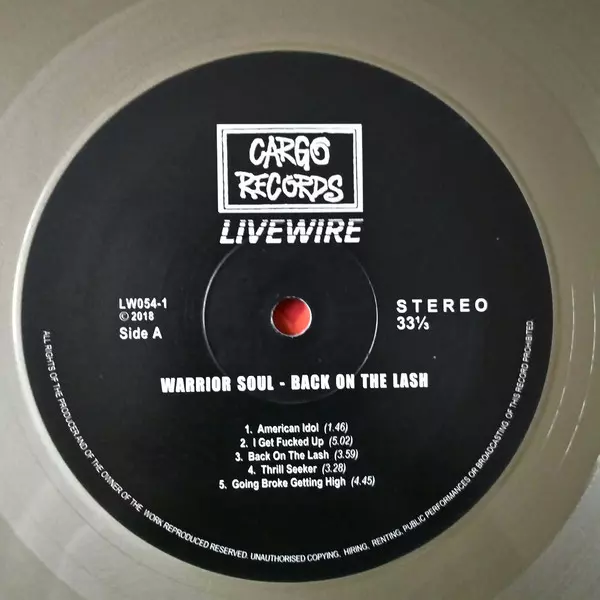 CARGO
RECORDS
LIVEWIRE
LW054-1
© 2018
Side A
STEREO
33⅓
WARRIOR SOUL - BACK ON THE LASH
1. American Idol (1.46)
2. I Get Fucked Up (5.02)
3. Back On The Lash (3.59)
4. Thrill Seeker (3.28)
5. Going Broke Getting High (4.45)
ALL RIGHTS OF THE PRODUCER AND OF THE OWNER OF THE WORK REPRODUCED RESERVED. UNAUTHORISED COPYING, HIRING, RENTING, PUBLIC PERFORMANCES OR BROADCASTING OF THIS RECORD PROHIBITED.